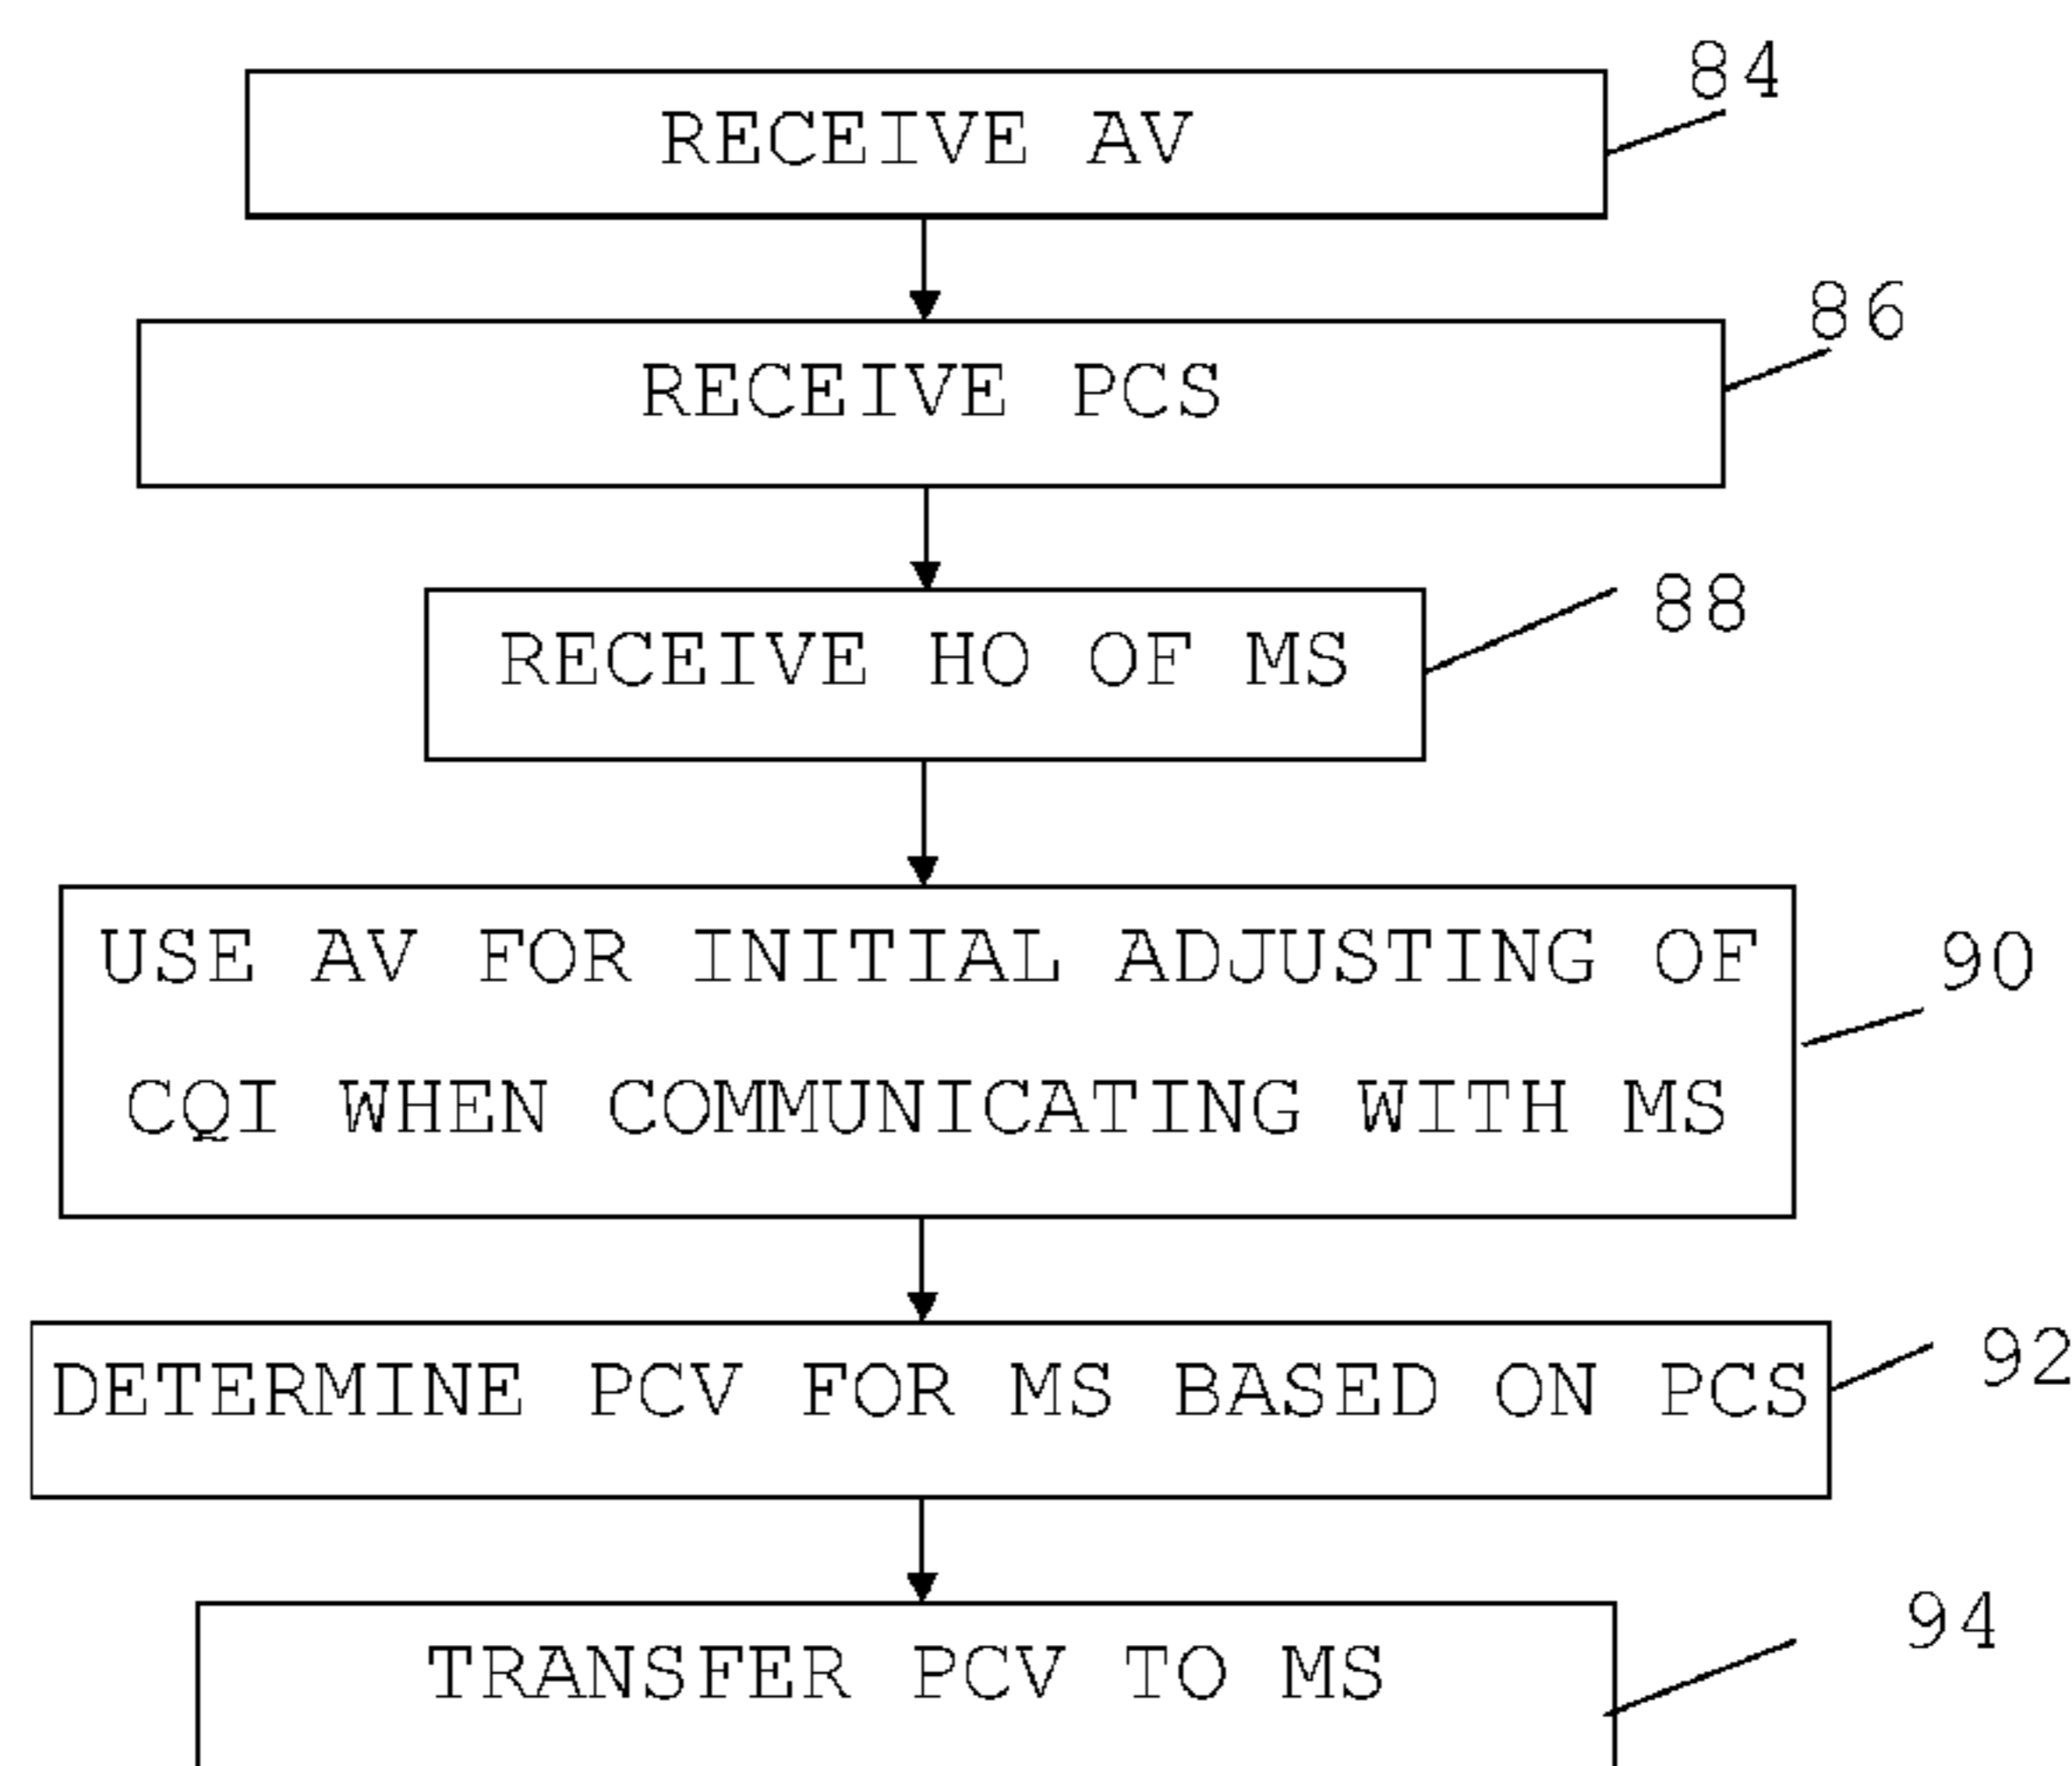 RECEIVE AV
84
RECEIVE PCS
86
RECEIVE HO OF MS
88
USE AV FOR INITIAL ADJUSTING OF
CQI WHEN COMMUNICATING WITH MS
90
DETERMINE PCV FOR MS BASED ON PCS
92
TRANSFER PCV TO MS
94